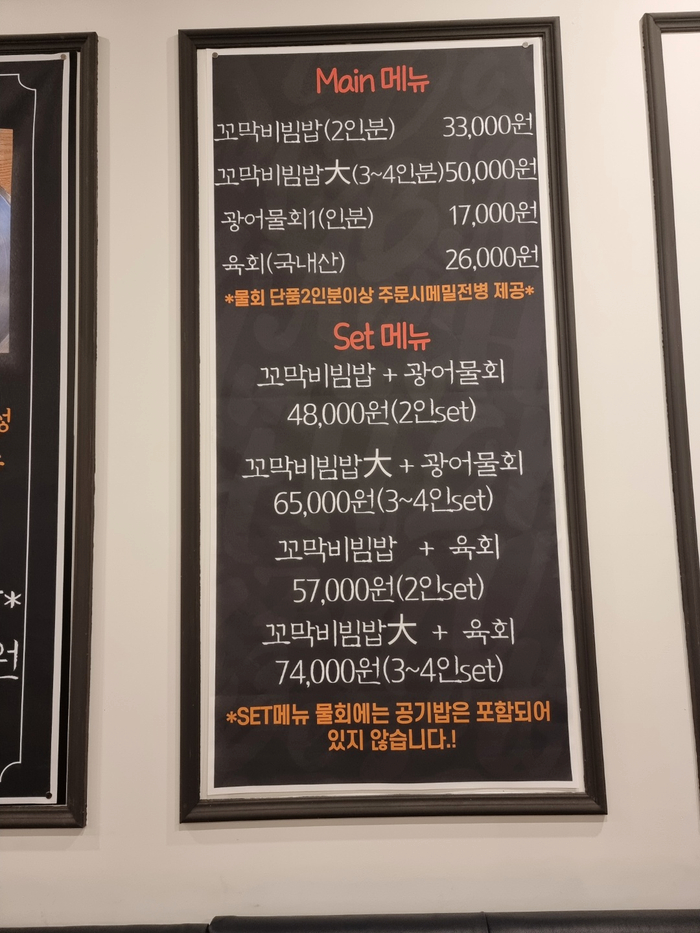 Main 메뉴
꼬막비빔밥(2인분) 33,000원
꼬막비빔밥大(3~4인분)50,000원
광어물회1(인분) 17,000원
육회(국내산) 26,000원
*물회 단품2인분이상 주문시메밀전병 제공*
Set 메뉴
꼬막비빔밥 + 광어물회
48,000원(2인set)
꼬막비빔밥大 + 광어물회
65,000원(3~4인set)
꼬막비빔밥 + 육회
57,000원(2인set)
꼬막비빔밥大 + 육회
74,000원(3~4인set)
*SET메뉴 물회에는 공기밥은 포함되어
있지 않습니다.!